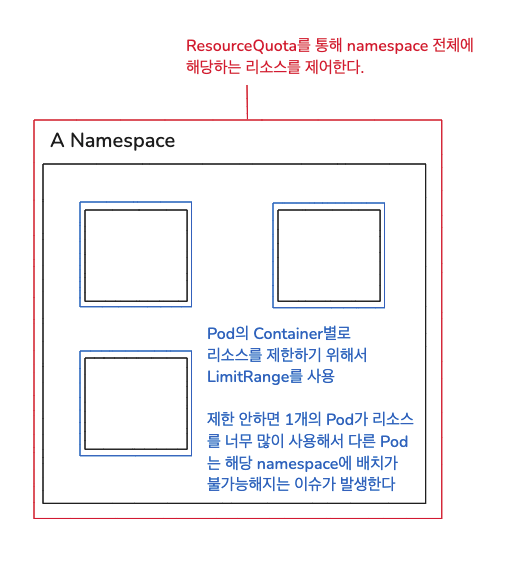 ResourceQuota를 통해 namespace 전체에
해당하는 리소스를 제어한다.
A Namespace
Pod의 Container별로
리소스를 제한하기 위해서
LimitRange를 사용
제한 안하면 1개의 Pod가 리소스
를 너무 많이 사용해서 다른 Pod
는 해당 namespace에 배치가
불가능해지는 이슈가 발생한다